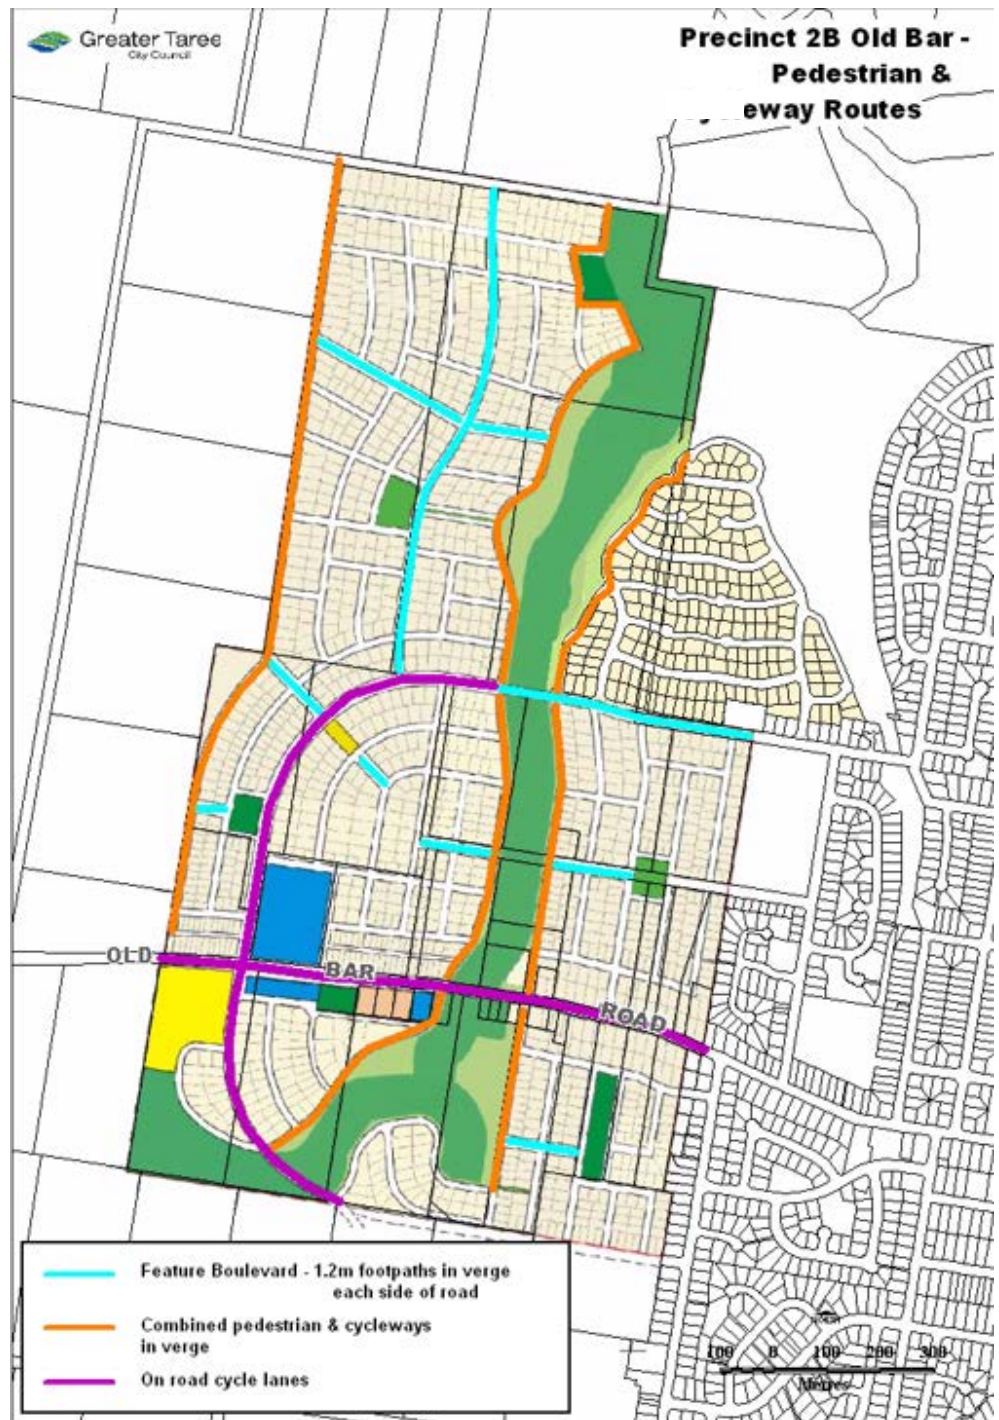 Greater Taree
City Council
Precinct 2B Old Bar -
Pedestrian &
eway Routes
OLD
BAR
ROAD
Feature Boulevard - 1.2m footpaths in verge
each side of road
Combined pedestrian & cycleways
in verge
On road cycle lanes
100 0 100 200 300
Metres